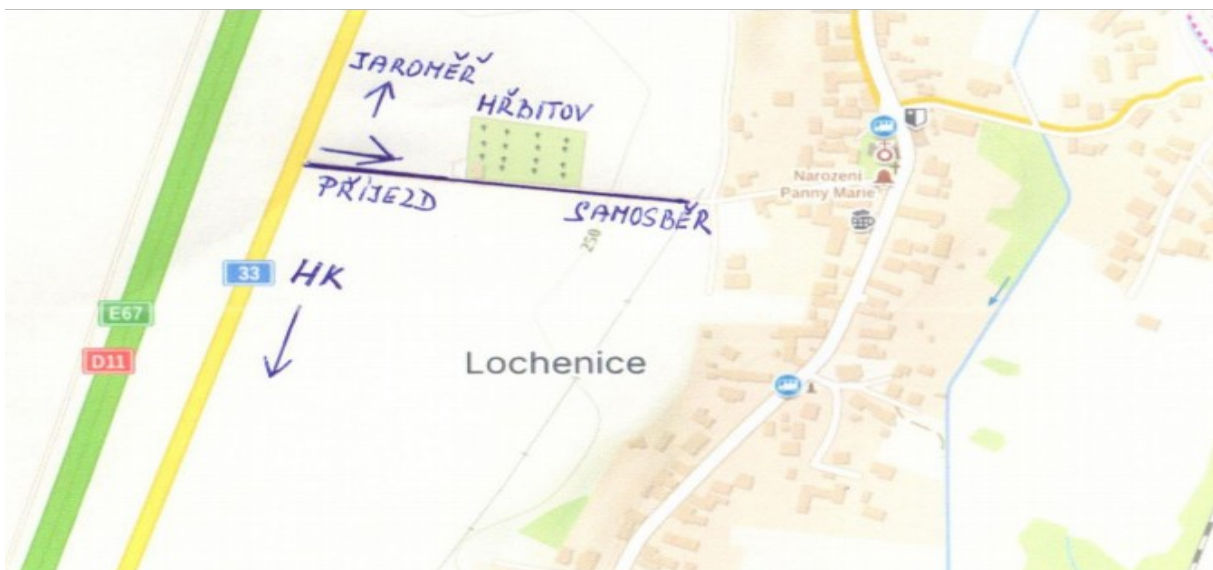 JAROMĚŘ
HŘBITOV
PŘÍJEZD
SAMOSBĚR
Narození
Panny Marie
250
33
HK
E67
D11
Lochenice